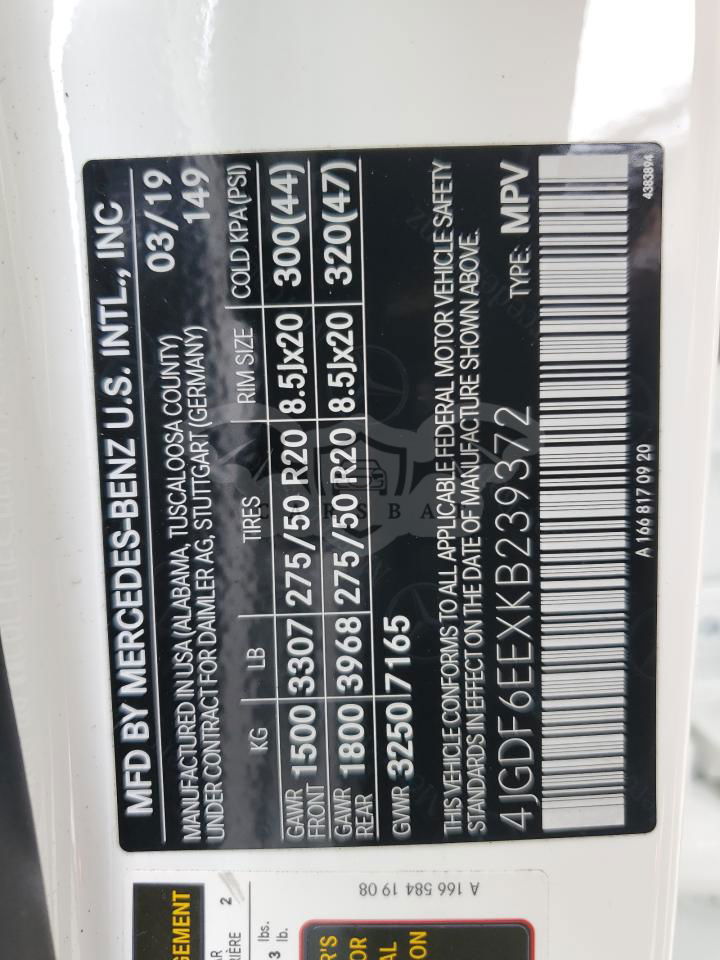 MFD BY MERCEDES-BENZ U.S. INTL., INC
MANUFACTURED IN USA (ALABAMA, TUSCALOOSA COUNTY) 03/19
UNDER CONTRACT FOR DAIMLER AG, STUTTGART (GERMANY) 149
KG LB TIRES RIM SIZE COLD KPA(PSI)
GAWR FRONT 1500 3307 275/50 R20 8.5Jx20 300(44)
GAWR REAR 1800 3968 275/50 R20 8.5Jx20 320(47)
GVWR 3250 7165
THIS VEHICLE CONFORMS TO ALL APPLICABLE FEDERAL MOTOR VEHICLE SAFETY
STANDARDS IN EFFECT ON THE DATE OF MANUFACTURE SHOWN ABOVE.
4JGDF6EEXKB239372 TYPE: MPV
A 166 817 09 20 4383894
A 166 584 19 08
2
lbs.
3 lb.